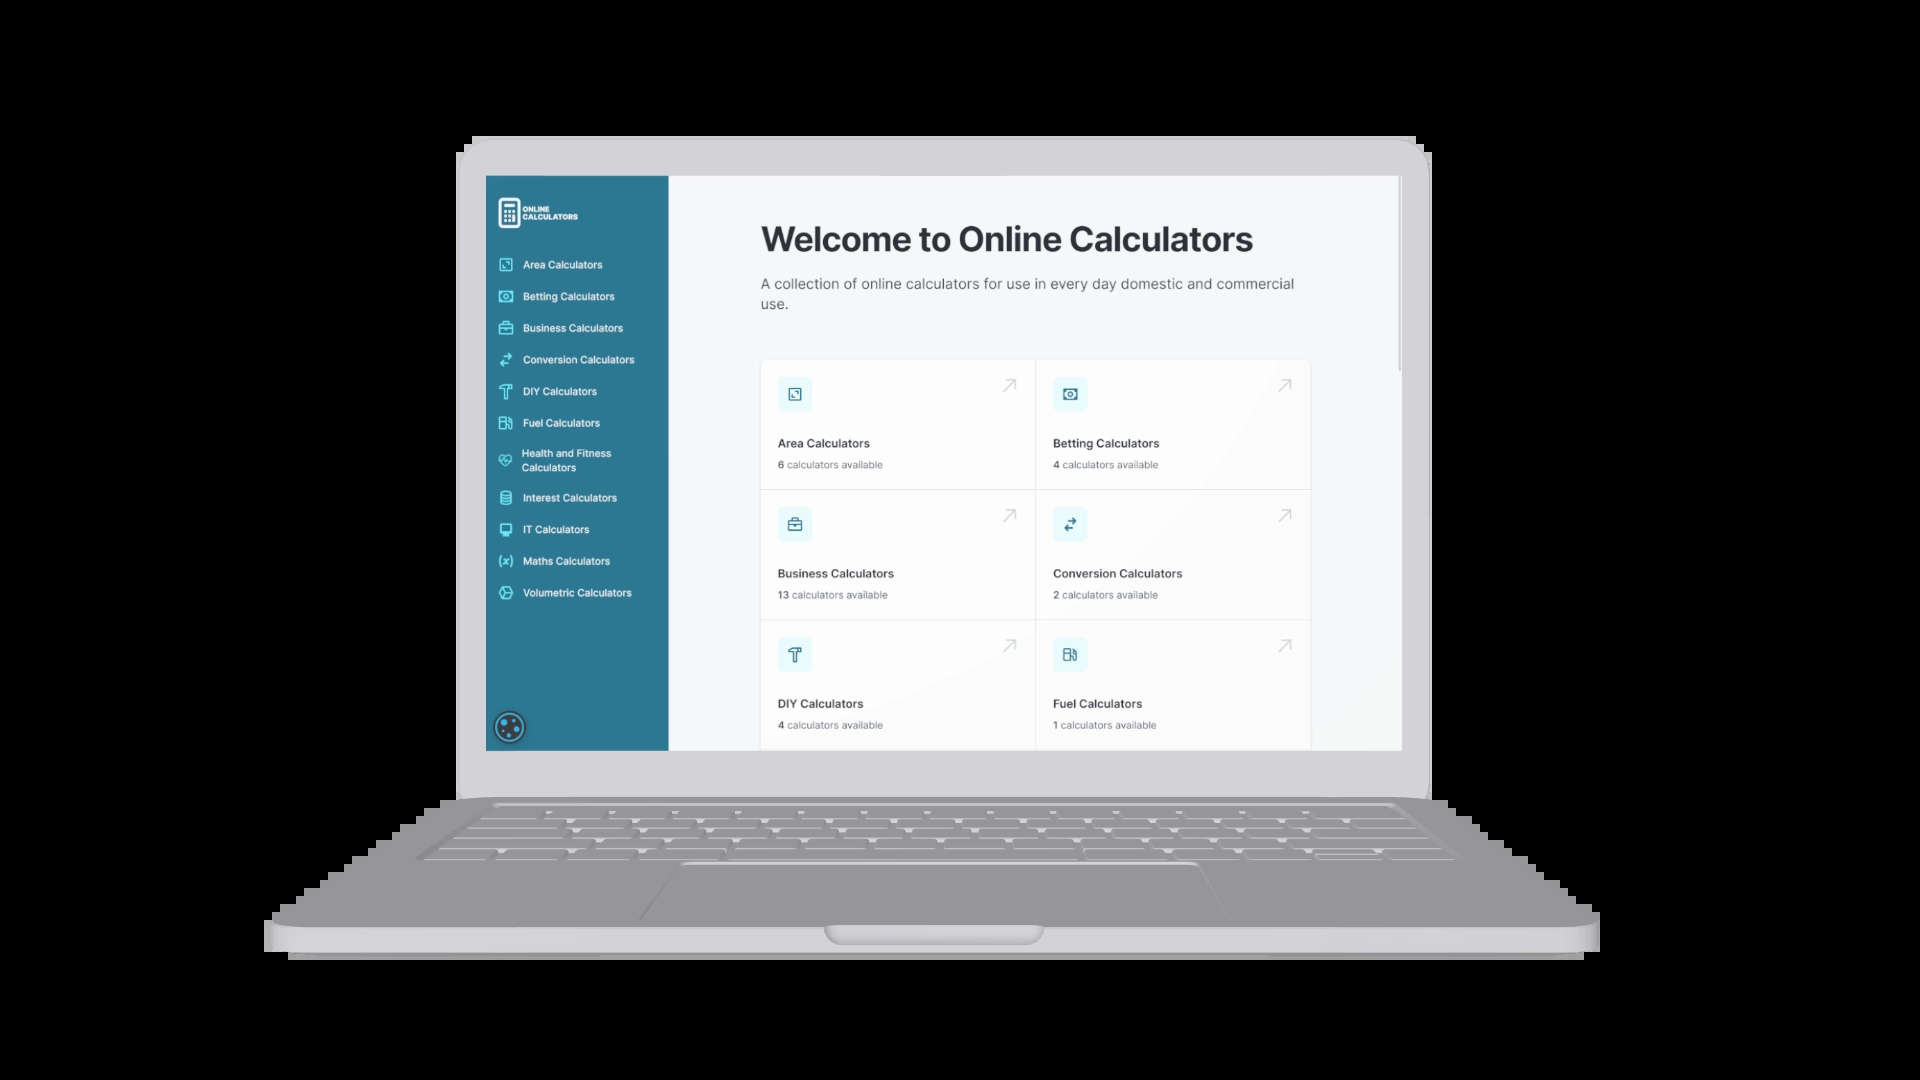 ONLINE
CALCULATORS
Area Calculators
Betting Calculators
Business Calculators
Conversion Calculators
DIY Calculators
Fuel Calculators
Health and Fitness
Calculators
Interest Calculators
IT Calculators
Maths Calculators
Volumetric Calculators
Welcome to Online Calculators
A collection of online calculators for use in every day domestic and commercial
use.
Area Calculators
6 calculators available
Betting Calculators
4 calculators available
Business Calculators
13 calculators available
Conversion Calculators
2 calculators available
DIY Calculators
4 calculators available
Fuel Calculators
1 calculators available